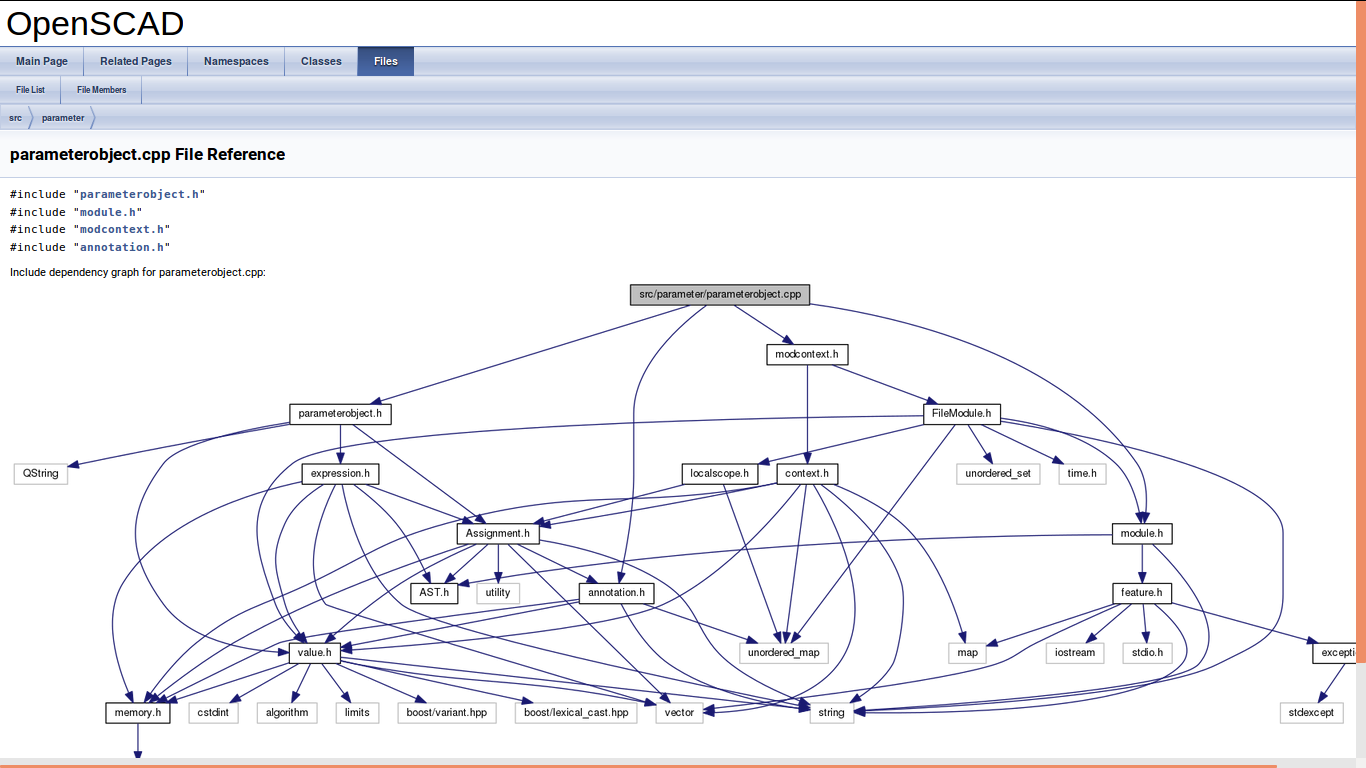 OpenSCAD
Main Page Related Pages Namespaces Classes Files
File List File Members
src parameter
parameterobject.cpp File Reference
#include "parameterobject.h"
#include "module.h"
#include "modcontext.h"
#include "annotation.h"
Include dependency graph for parameterobject.cpp:
src/parameter/parameterobject.cpp
modcontext.h
parameterobject.h FileModule.h
QString expression.h localscope.h context.h unordered_set time.h
Assignment.h module.h
AST.h utility annotation.h feature.h
value.h unordered_map map iostream stdio.h excepti
memory.h cstdint algorithm limits boost/variant.hpp boost/lexical_cast.hpp vector string stdexcept